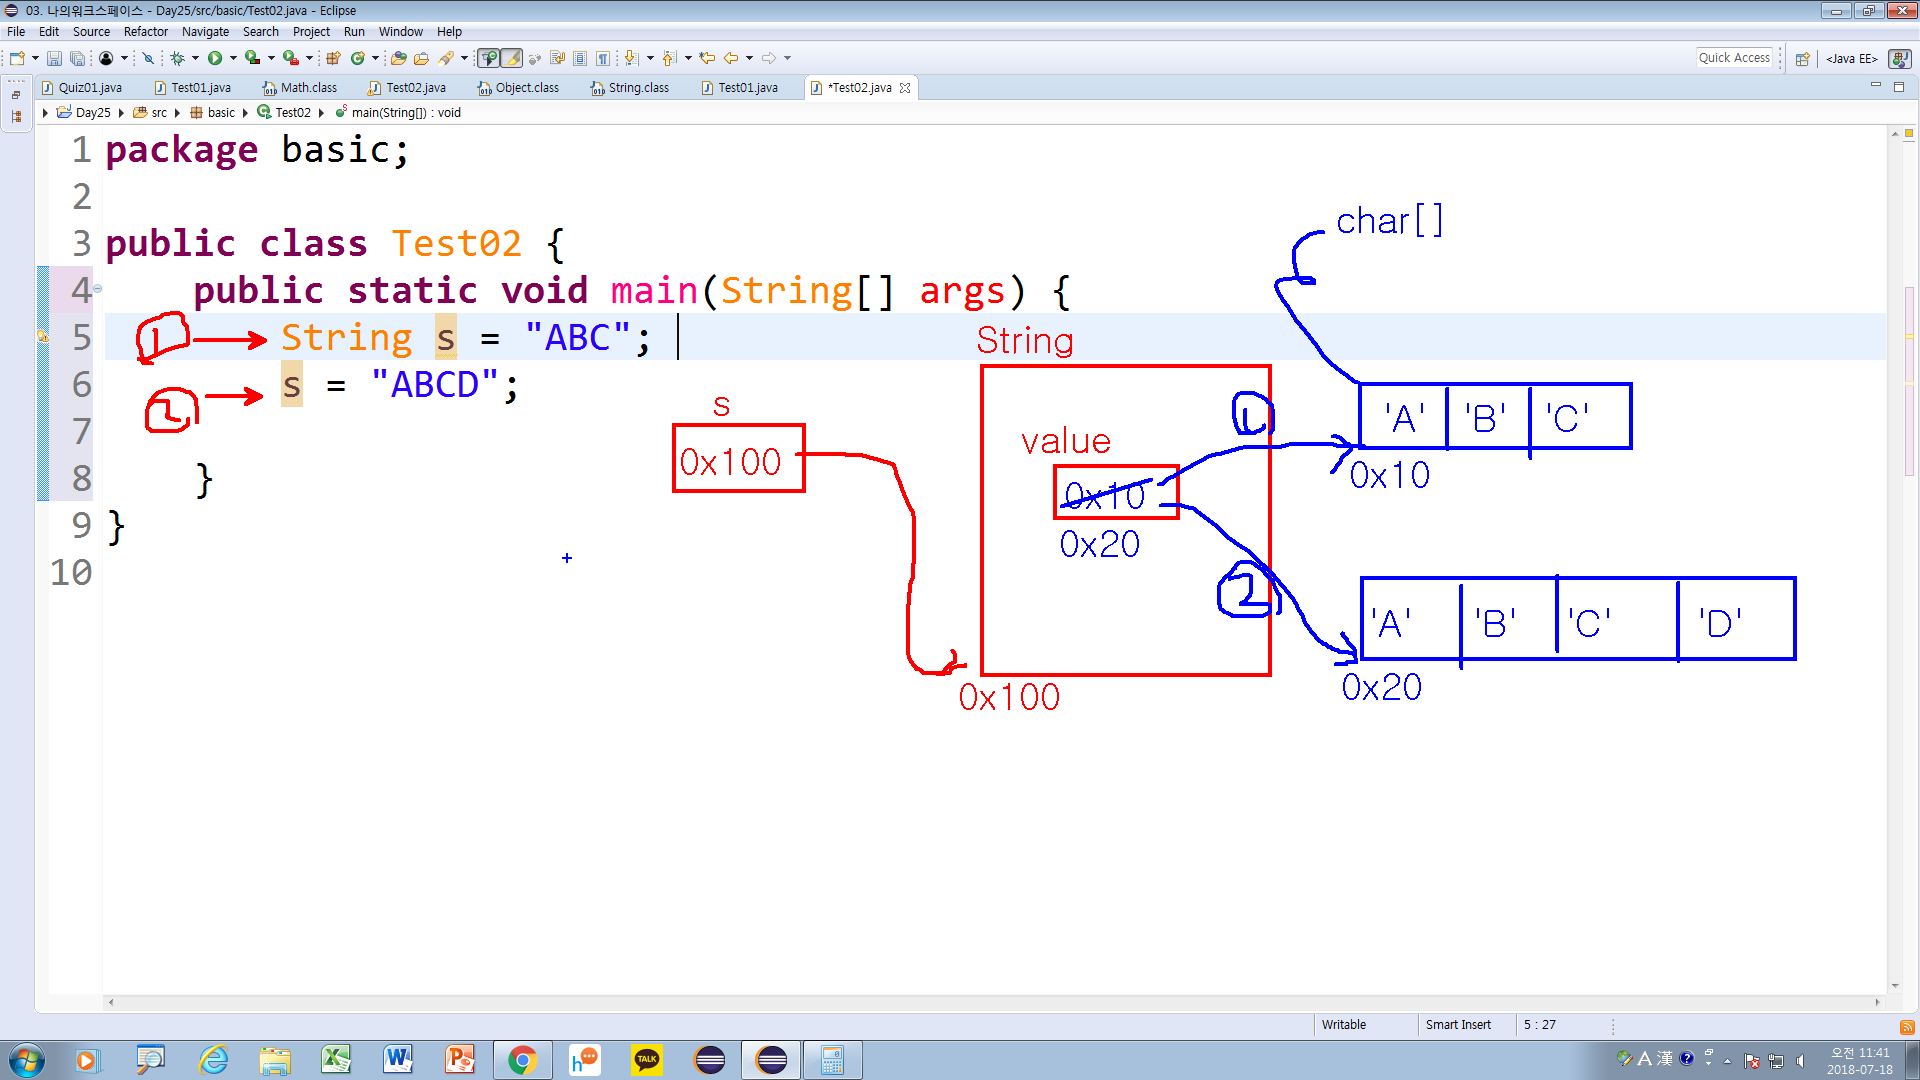 03. 나의워크스페이스 - Day25/src/basic/Test02.java - Eclipse
File Edit Source Refactor Navigate Search Project Run Window Help
Quick Access <Java EE>
Quiz01.java Test01.java Math.class Test02.java Object.class String.class Test01.java *Test02.java
Day25 src basic Test02 main(String[]) : void
1 package basic;
2
3 public class Test02 {
4 public static void main(String[] args) {
5 String s = "ABC";
6 s = "ABCD";
7
8 }
9 }
10
1
2
char[]
String
s
0x100
value
0x10
0x20
0x100
1
'A' 'B' 'C'
0x10
2
'A' 'B' 'C' 'D'
0x20
Writable Smart Insert 5 : 27
TALK
A 漢
오전 11:41
2018-07-18